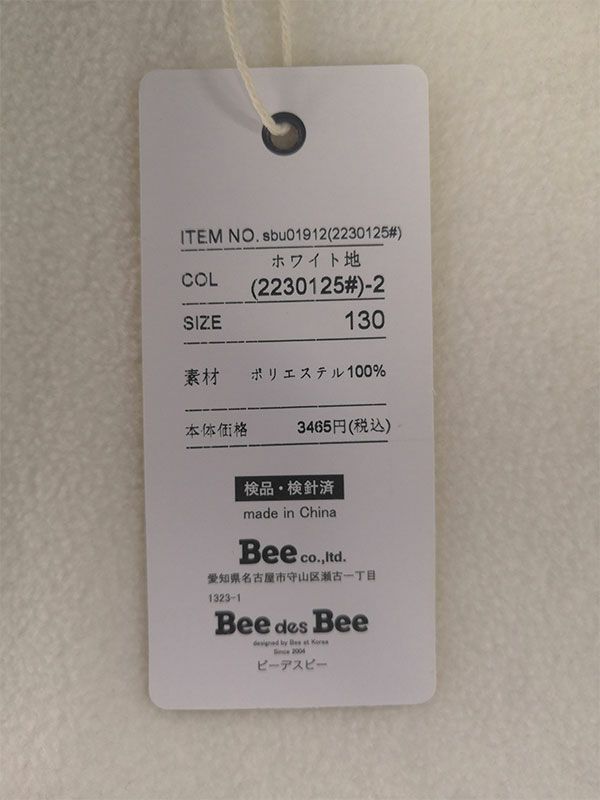 ITEM NO. sbu01912(2230125#)
ホワイト地
COL (2230125#)-2
SIZE 130
素材 ポリエステル100%
本体価格 3465円(税込)
検品・検針済
made in China
Bee co.,ltd.
愛知県名古屋市守山区瀬古一丁目
1323-1
Bee des Bee
designed by Bee at Korea
Since 2004
ビーデスビー